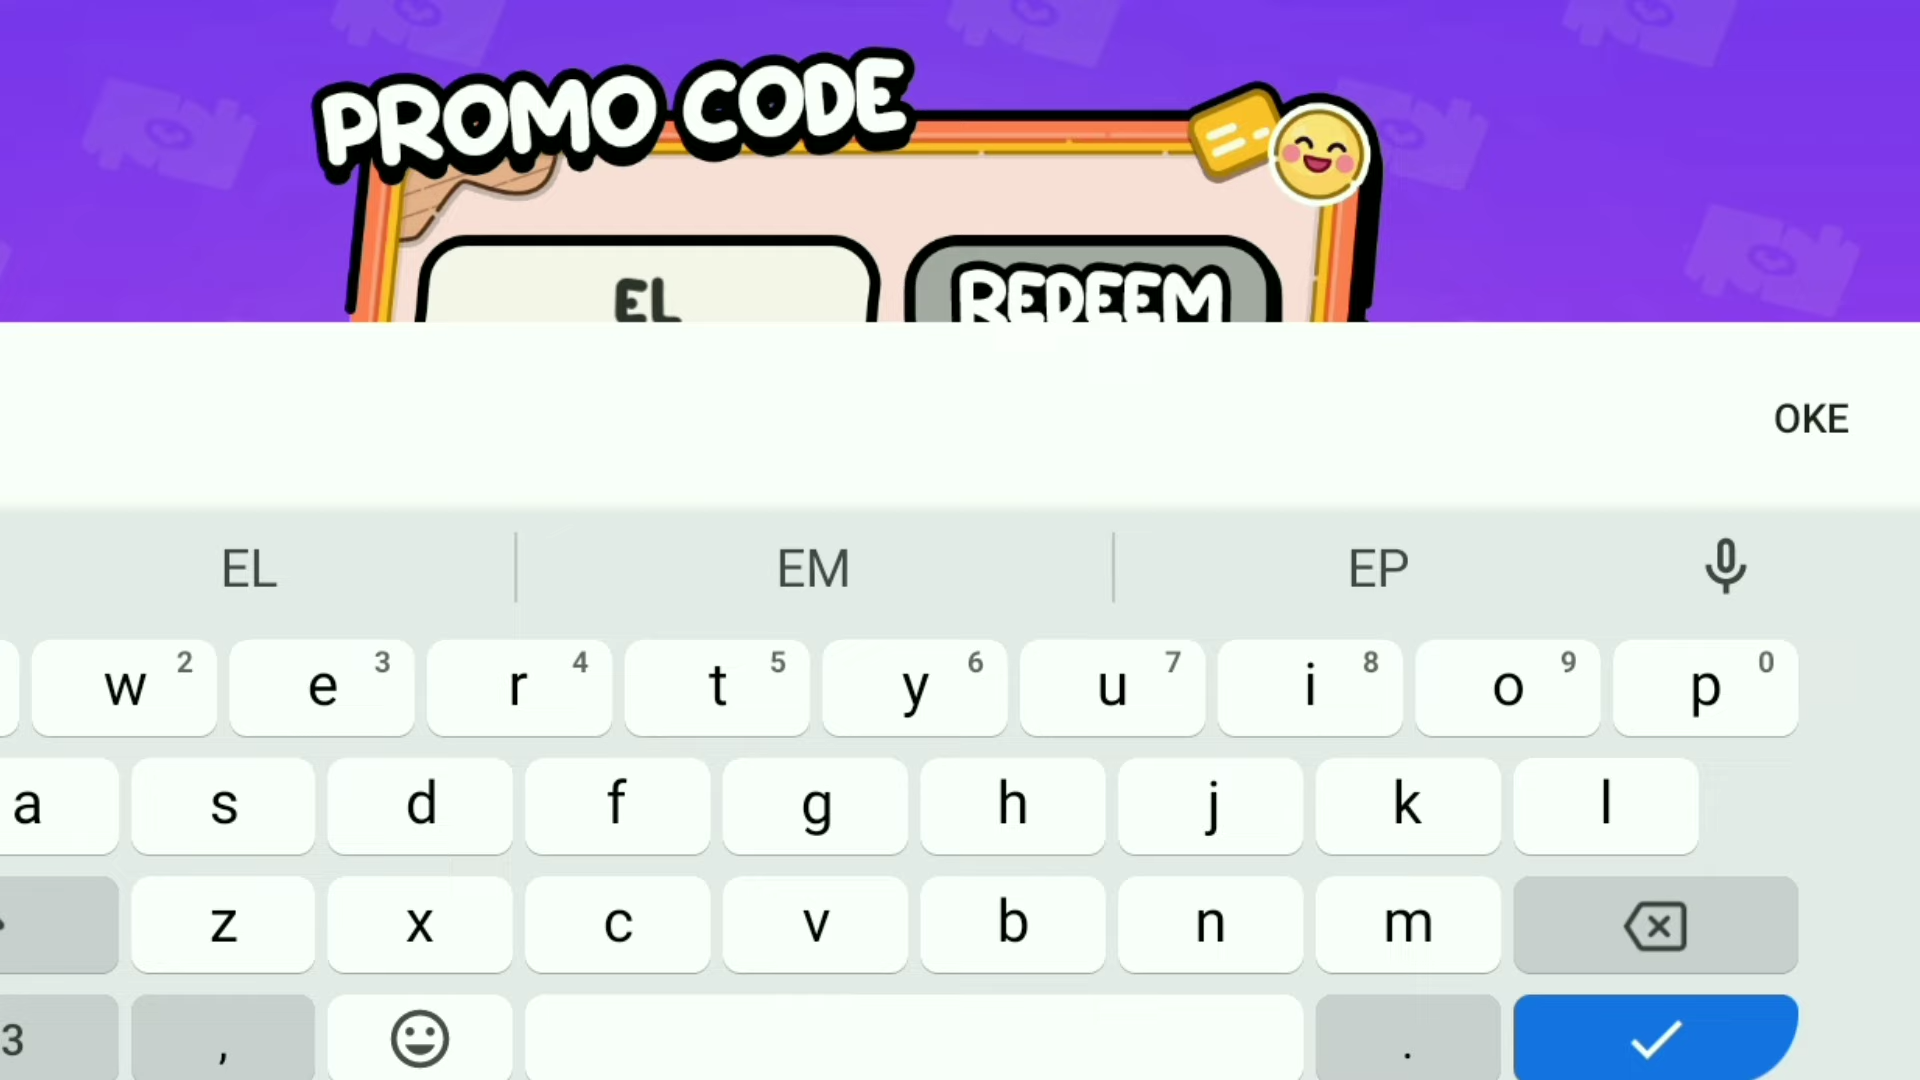 PROMO CODE
EL
REDEEM
OKE
EL EM EP
w 2 e 3 r 4 t 5 y 6 u 7 i 8 o 9 p 0
a s d f g h j k l
z x c v b n m
3 , .